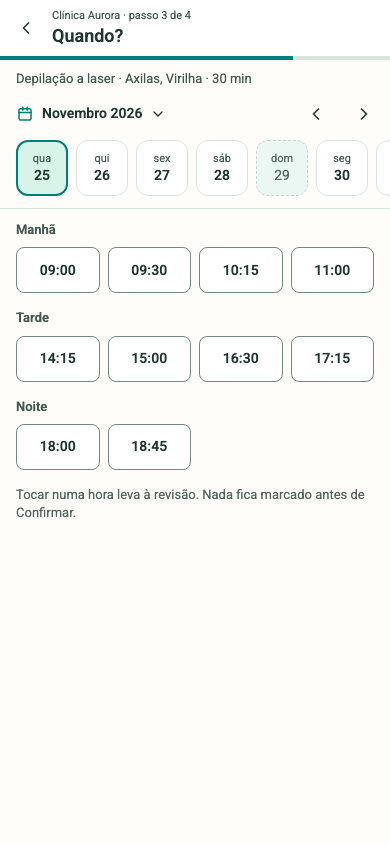 Clínica Aurora · passo 3 de 4
Quando?
Depilação a laser · Axilas, Virilha · 30 min
Novembro 2026
qua qui sex sáb dom seg
25 26 27 28 29 30
Manhã
09:00 09:30 10:15 11:00
Tarde
14:15 15:00 16:30 17:15
Noite
18:00 18:45
Tocar numa hora leva à revisão. Nada fica marcado antes de
Confirmar.